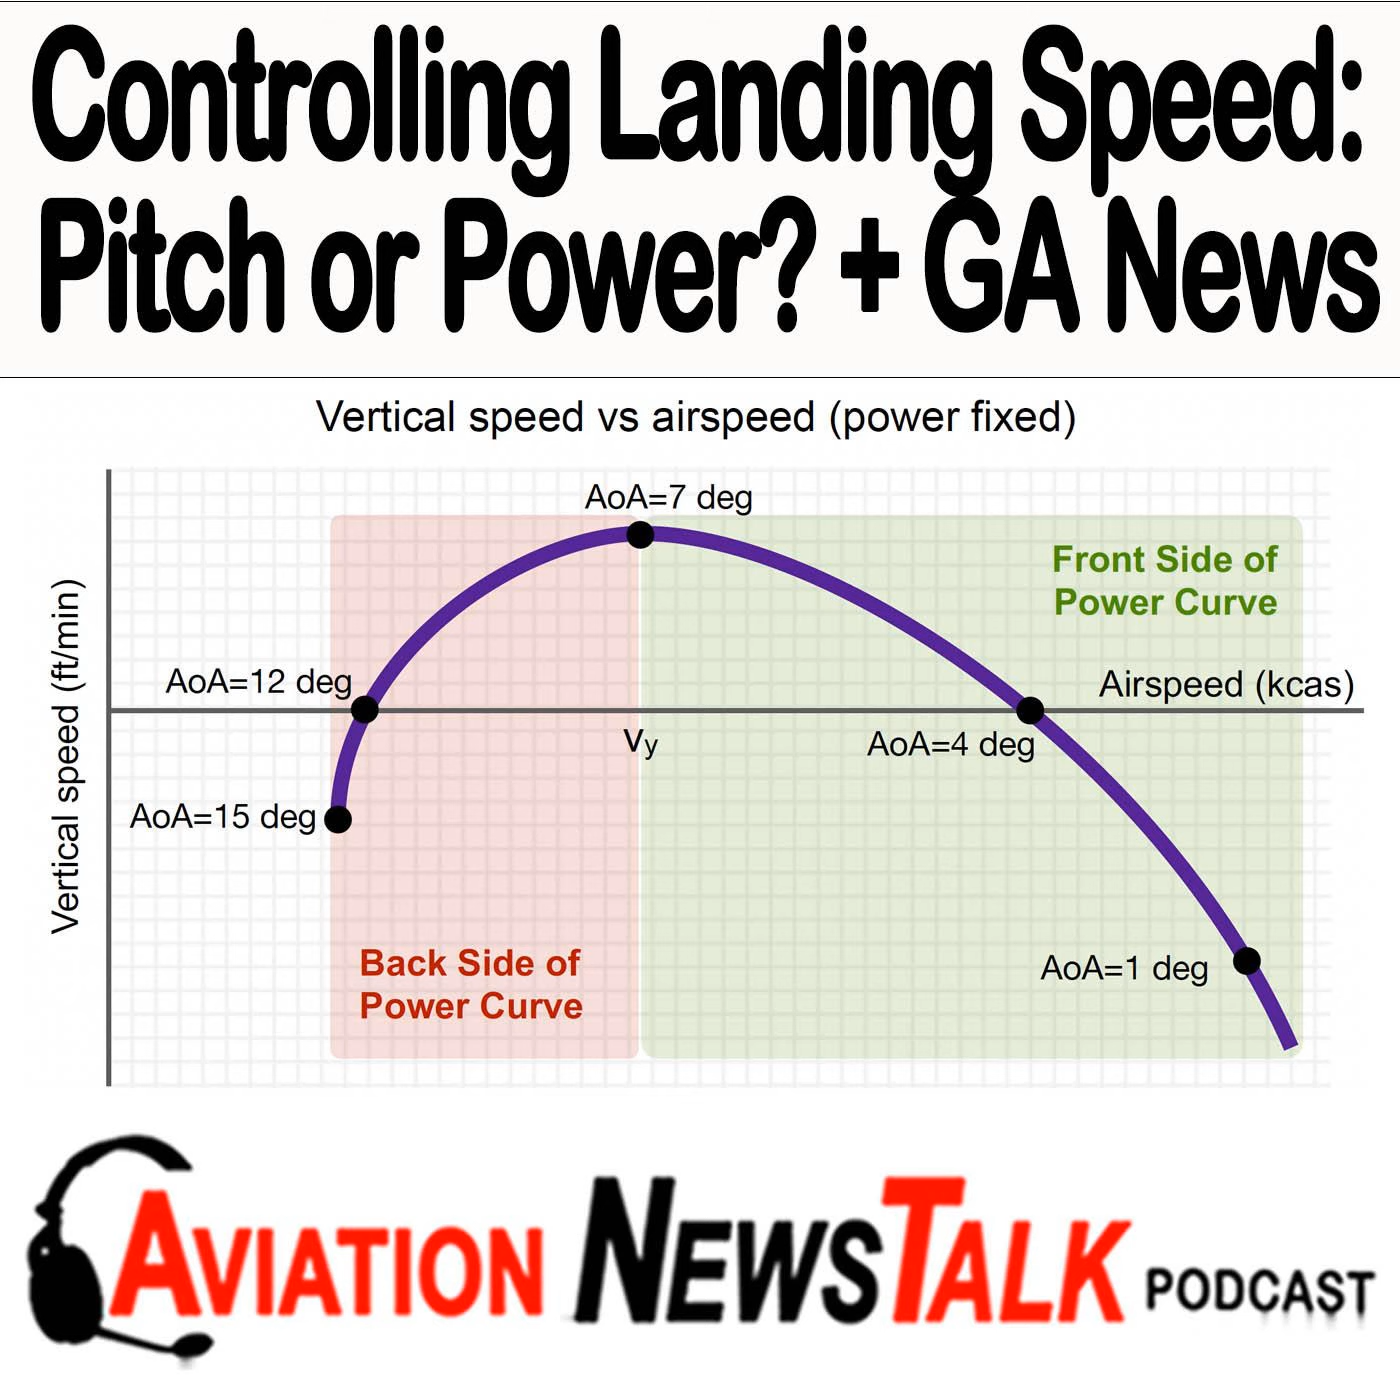 Controlling Landing Speed:
Pitch or Power? + GA News
Vertical speed vs airspeed (power fixed)
AoA=7 deg
Front Side of
Power Curve
AoA=12 deg
Airspeed (kcas)
Vy
AoA=4 deg
AoA=15 deg
Vertical speed (ft/min)
Back Side of
Power Curve
AoA=1 deg
AVIATION NEWSTALK PODCAST